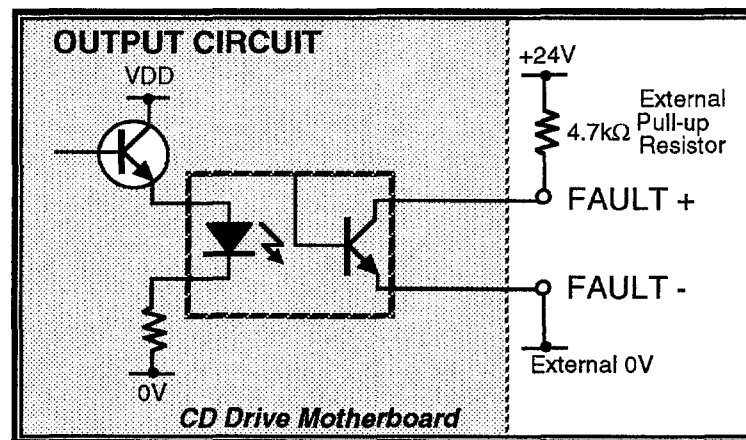 OUTPUT CIRCUIT
VDD
+24V
4.7kΩ
External
Pull-up
Resistor
FAULT +
FAULT -
0V
External 0V
CD Drive Motherboard